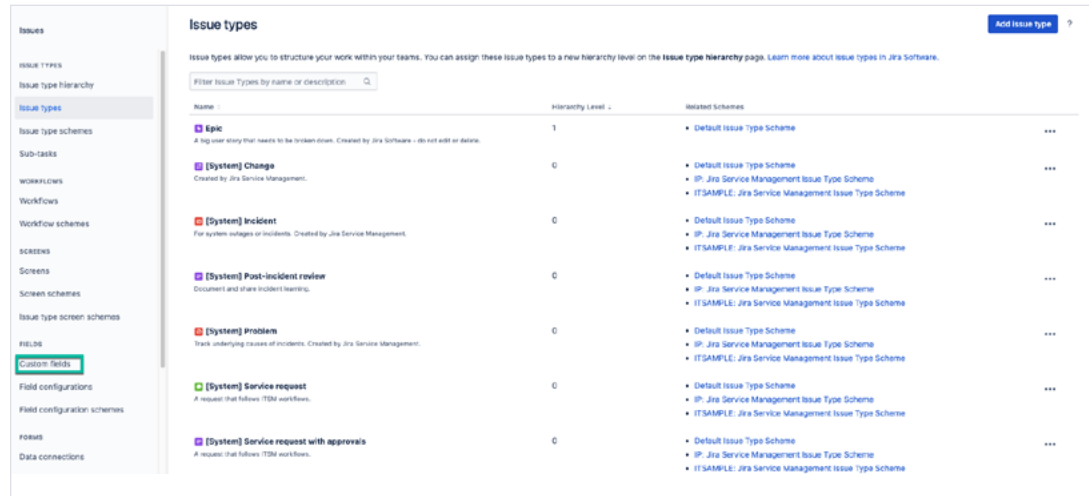 Issues
ISSUE TYPES
Issue type hierarchy
Issue types
Issue type schemes
Sub-tasks
WORKFLOWS
Workflows
Workflow schemes
SCREENS
Screens
Screen schemes
Issue type screen schemes
FIELDS
Custom fields
Field configurations
Field configuration schemes
FORMS
Data connections
Issue types
Add issue type
?
Issue types allow you to structure your work within your teams. You can assign these issue types to a new hierarchy level on the Issue type hierarchy page. Learn more about issue types in Jira Software.
Filter Issue Types by name or description
Name Hierarchy Level Related Schemes
Epic 1 • Default Issue Type Scheme
A big user story that needs to be broken down. Created by Jira Software - do not edit or delete.
[System] Change 0 • Default Issue Type Scheme
Created by Jira Service Management. • IP: Jira Service Management Issue Type Scheme
• ITSAMPLE: Jira Service Management Issue Type Scheme
[System] Incident 0 • Default Issue Type Scheme
For system outages or incidents. Created by Jira Service Management. • IP: Jira Service Management Issue Type Scheme
• ITSAMPLE: Jira Service Management Issue Type Scheme
[System] Post-incident review 0 • Default Issue Type Scheme
Document and share incident learning. • IP: Jira Service Management Issue Type Scheme
• ITSAMPLE: Jira Service Management Issue Type Scheme
[System] Problem 0 • Default Issue Type Scheme
Track underlying causes of incidents. Created by Jira Service Management. • IP: Jira Service Management Issue Type Scheme
• ITSAMPLE: Jira Service Management Issue Type Scheme
[System] Service request 0 • Default Issue Type Scheme
A request that follows ITSM workflows. • IP: Jira Service Management Issue Type Scheme
• ITSAMPLE: Jira Service Management Issue Type Scheme
[System] Service request with approvals 0 • Default Issue Type Scheme
A request that follows ITSM workflows. • IP: Jira Service Management Issue Type Scheme
• ITSAMPLE: Jira Service Management Issue Type Scheme